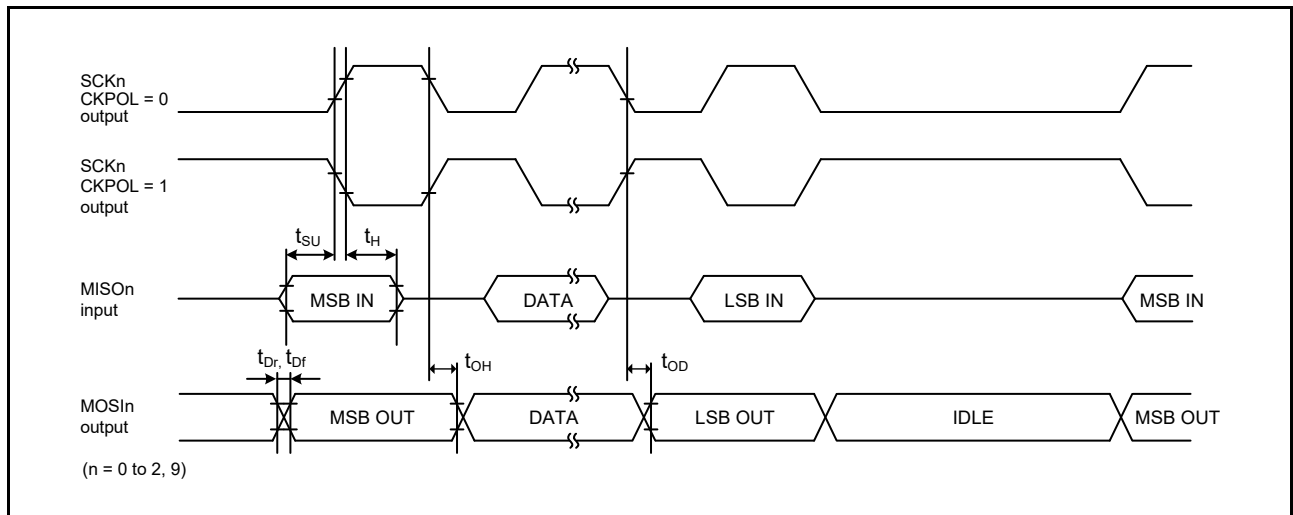 SCKn
CKPOL = 0
output
SCKn
CKPOL = 1
output
tSU
tH
MISOn
input
MSB IN
DATA
LSB IN
MSB IN
tDr, tDf
tOH
tOD
MOSIn
output
MSB OUT
DATA
LSB OUT
IDLE
MSB OUT
(n = 0 to 2, 9)